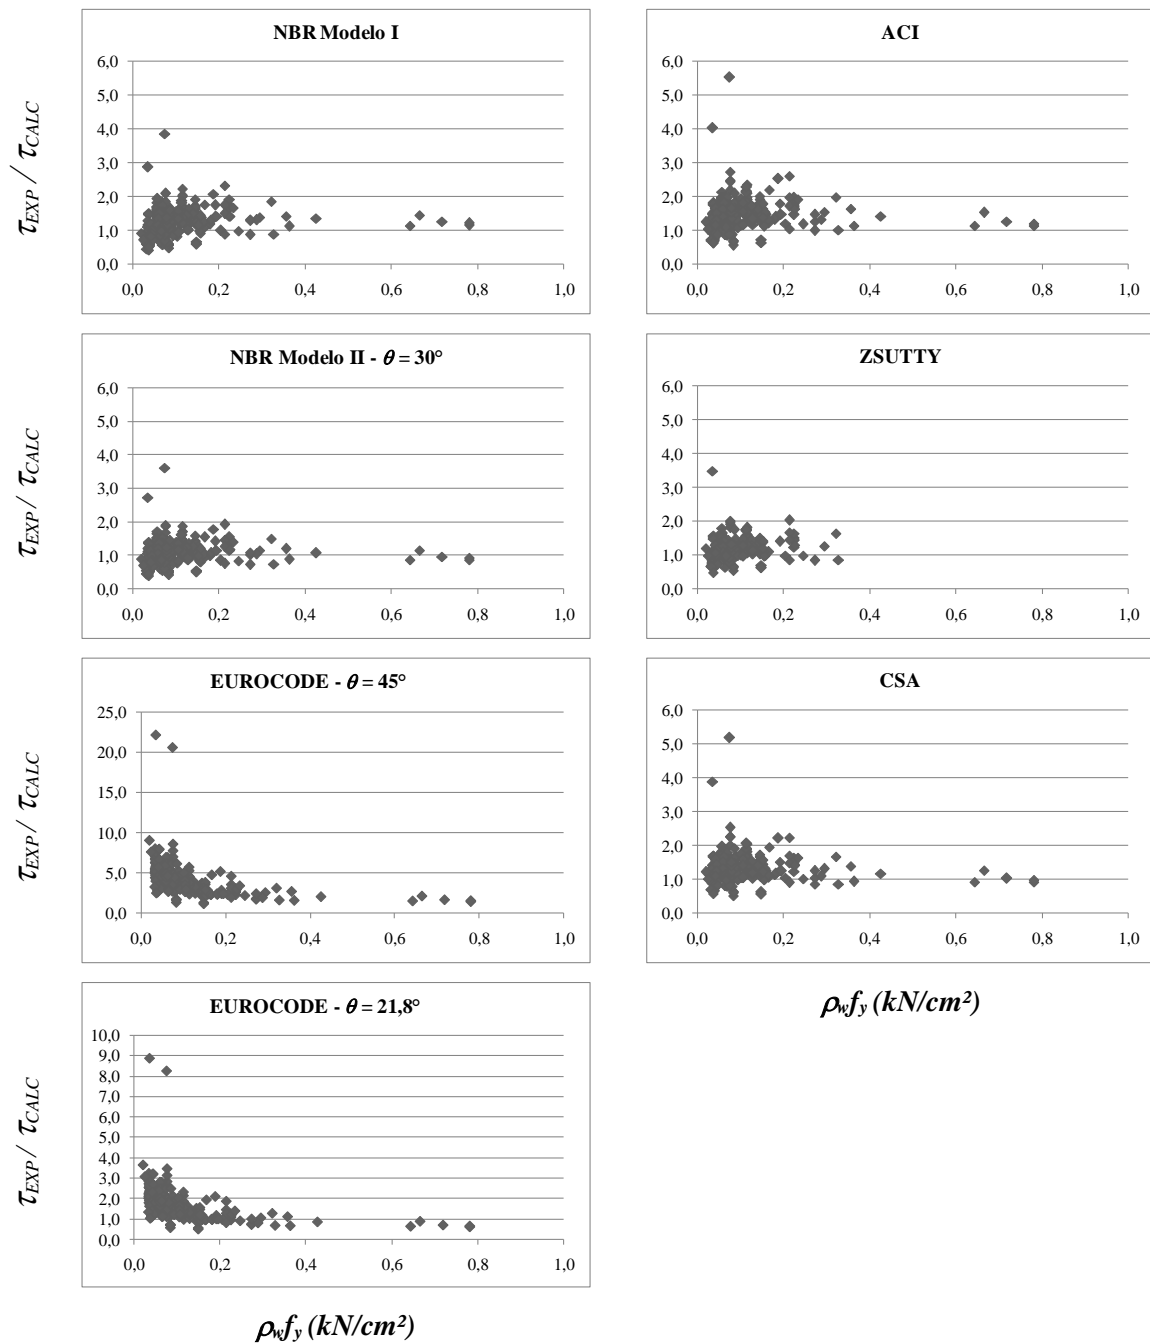 NBR Modelo I
τEXP / τCALC
6,0
5,0
4,0
3,0
2,0
1,0
0,0
0,0 0,2 0,4 0,6 0,8 1,0
ACI
6,0
5,0
4,0
3,0
2,0
1,0
0,0
0,0 0,2 0,4 0,6 0,8 1,0
NBR Modelo II - θ = 30°
τEXP / τCALC
6,0
5,0
4,0
3,0
2,0
1,0
0,0
0,0 0,2 0,4 0,6 0,8 1,0
ZSUTTY
6,0
5,0
4,0
3,0
2,0
1,0
0,0
0,0 0,2 0,4 0,6 0,8 1,0
EUROCODE - θ = 45°
τEXP / τCALC
25,0
20,0
15,0
10,0
5,0
0,0
0,0 0,2 0,4 0,6 0,8 1,0
CSA
6,0
5,0
4,0
3,0
2,0
1,0
0,0
0,0 0,2 0,4 0,6 0,8 1,0
ρwfy (kN/cm²)
EUROCODE - θ = 21,8°
τEXP / τCALC
10,0
9,0
8,0
7,0
6,0
5,0
4,0
3,0
2,0
1,0
0,0
0,0 0,2 0,4 0,6 0,8 1,0
ρwfy (kN/cm²)